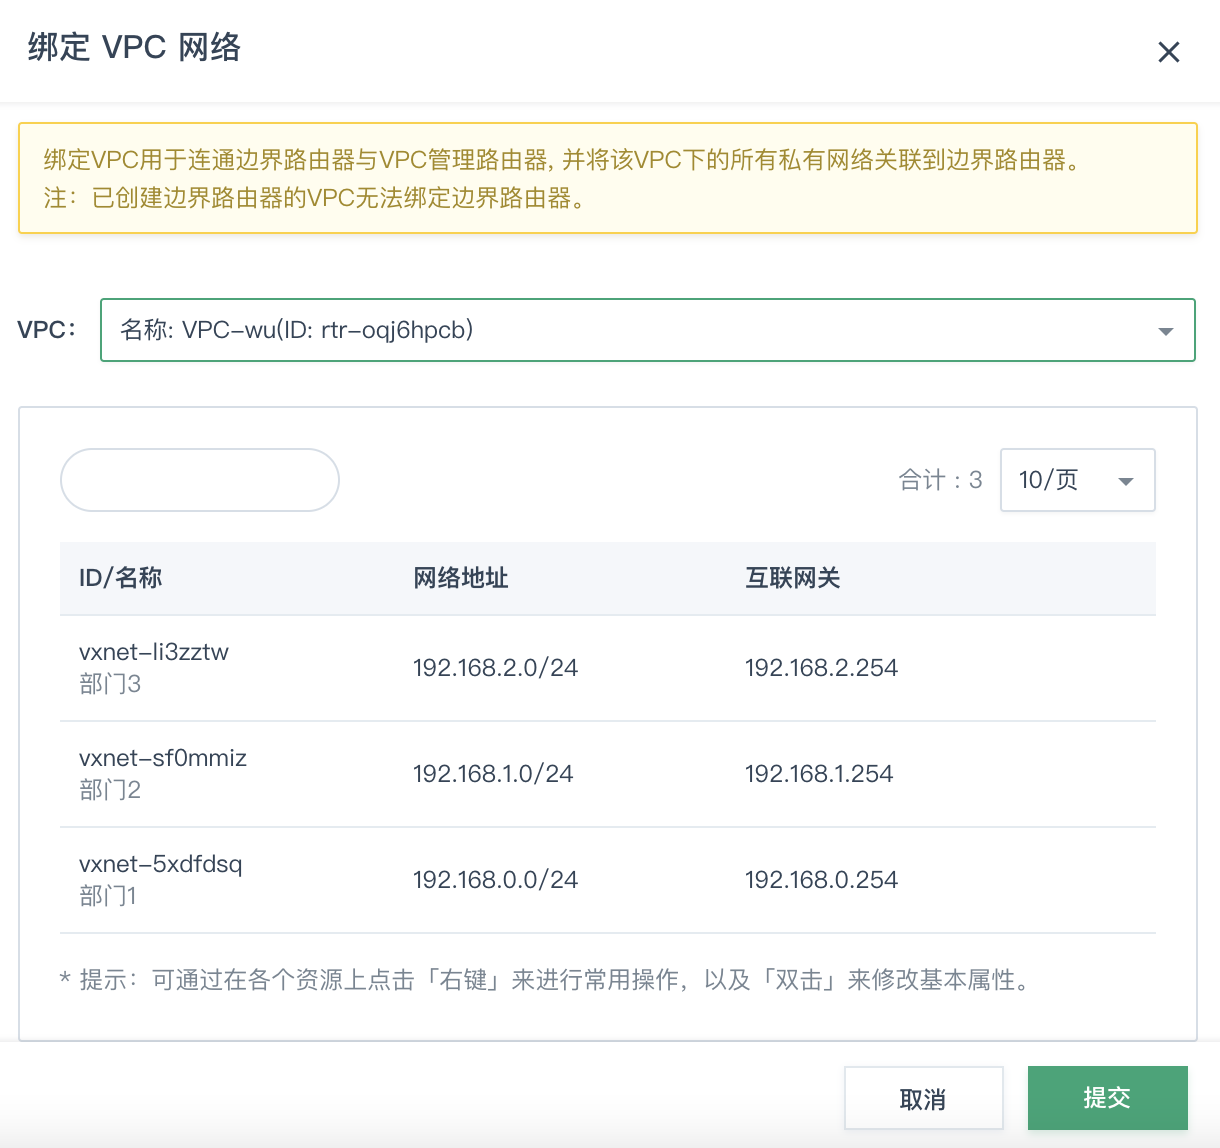 绑定 VPC 网络
绑定VPC用于连通边界路由器与VPC管理路由器, 并将该VPC下的所有私有网络关联到边界路由器。
注：已创建边界路由器的VPC无法绑定边界路由器。
VPC：
名称: VPC-wu(ID: rtr-oqj6hpcb)
合计：3
10/页
ID/名称 网络地址 互联网关
vxnet-li3zztw
部门3
192.168.2.0/24 192.168.2.254
vxnet-sf0mmiz
部门2
192.168.1.0/24 192.168.1.254
vxnet-5xdfdsq
部门1
192.168.0.0/24 192.168.0.254
* 提示：可通过在各个资源上点击「右键」来进行常用操作，以及「双击」来修改基本属性。
取消 提交